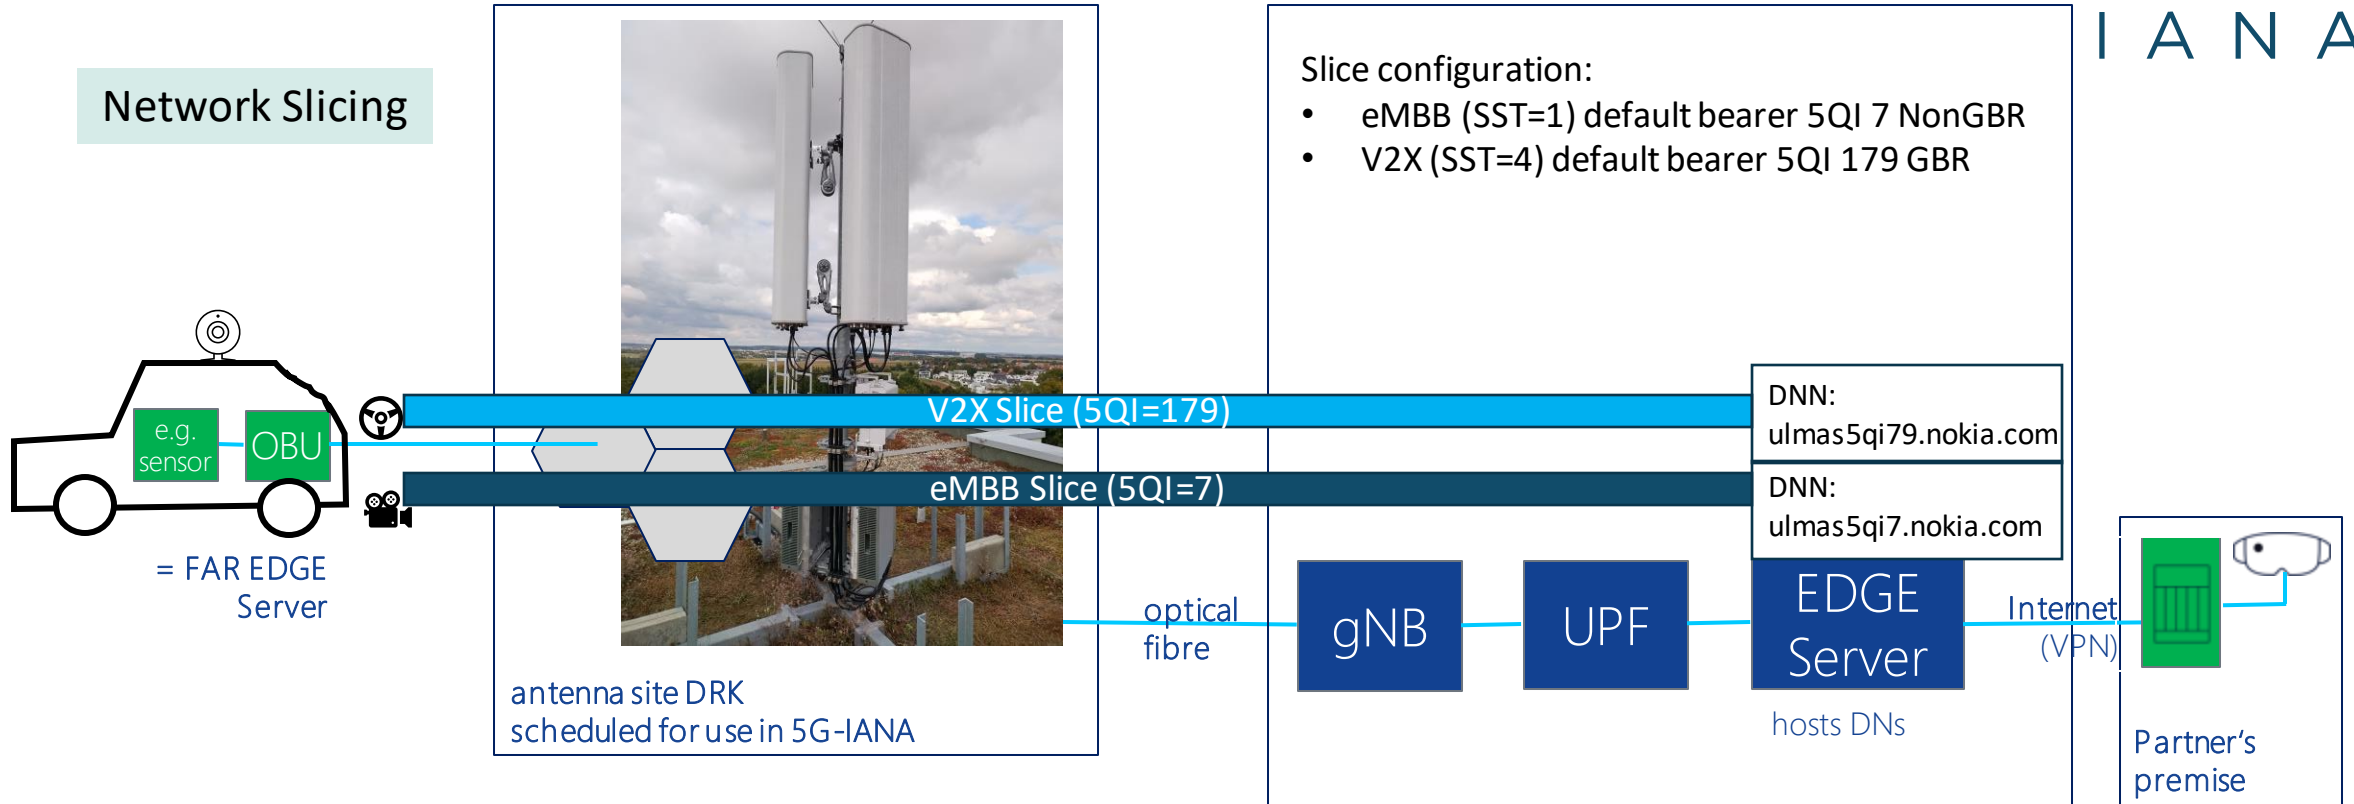 IANA
Network Slicing
Slice configuration:
• eMBB (SST=1) default bearer 5QI 7 NonGBR
• V2X (SST=4) default bearer 5QI 179 GBR
V2X Slice (5QI=179)
DNN:
ulmas5qi79.nokia.com
e.g.
sensor
OBU
eMBB Slice (5QI=7)
DNN:
ulmas5qi7.nokia.com
= FAR EDGE
Server
optical
fibre
gNB
UPF
EDGE
Server
Internet
(VPN)
antenna site DRK
scheduled for use in 5G-IANA
hosts DNs
Partner‘s
premise